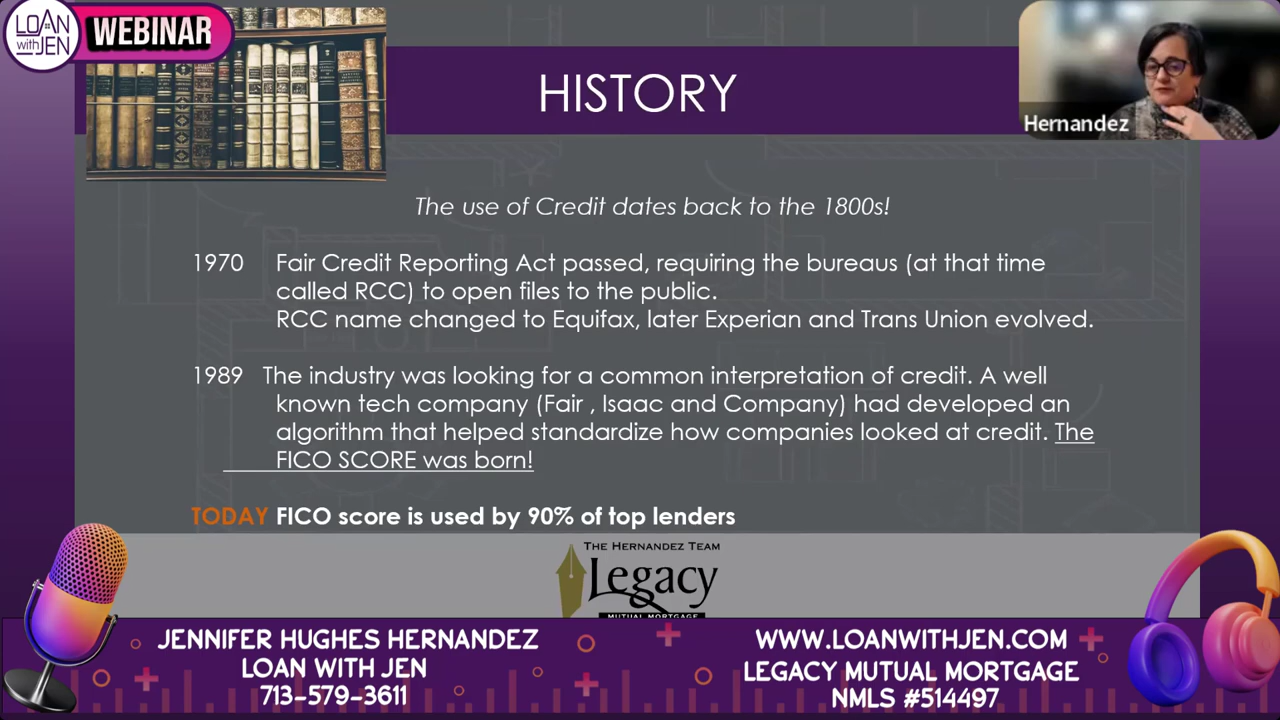 LOAN
with
JEN
WEBINAR
HISTORY
Hernandez
The use of Credit dates back to the 1800s!
1970 Fair Credit Reporting Act passed, requiring the bureaus (at that time
called RCC) to open files to the public.
RCC name changed to Equifax, later Experian and Trans Union evolved.
1989 The industry was looking for a common interpretation of credit. A well
known tech company (Fair , Isaac and Company) had developed an
algorithm that helped standardize how companies looked at credit. The
FICO SCORE was born!
TODAY FICO score is used by 90% of top lenders
THE HERNANDEZ TEAM
Legacy
MUTUAL MORTGAGE
JENNIFER HUGHES HERNANDEZ
LOAN WITH JEN
713-579-3611
WWW.LOANWITHJEN.COM
LEGACY MUTUAL MORTGAGE
NMLS #514497